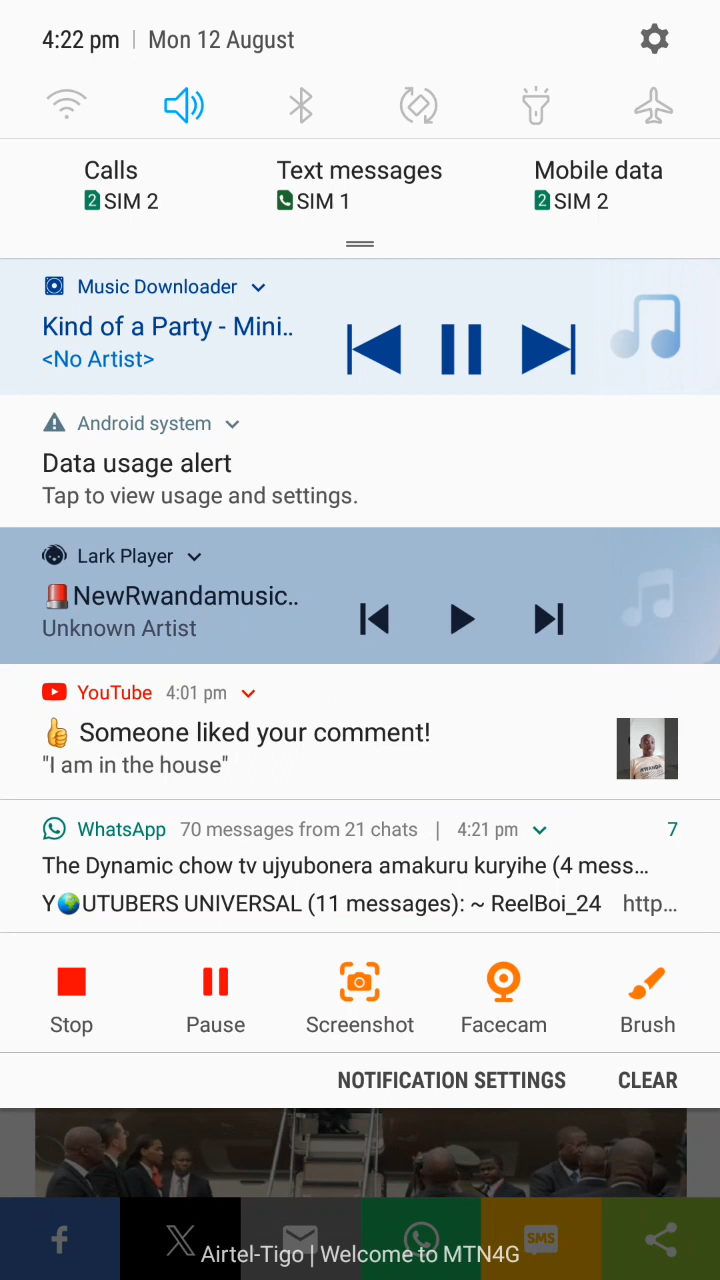 4:22 pm | Mon 12 August
Calls
2 SIM 2
Text messages
SIM 1
Mobile data
2 SIM 2
Music Downloader
Kind of a Party - Mini..
<No Artist>
Android system
Data usage alert
Tap to view usage and settings.
Lark Player
🚨NewRwandamusic..
Unknown Artist
YouTube 4:01 pm
👍 Someone liked your comment!
"I am in the house"
WhatsApp 70 messages from 21 chats | 4:21 pm 7
The Dynamic chow tv ujyubonera amakuru kuryihe (4 mess...
Y🌍UTUBERS UNIVERSAL (11 messages): ~ ReelBoi_24 http...
Stop
Pause
Screenshot
Facecam
Brush
NOTIFICATION SETTINGS
CLEAR
SMS
Airtel-Tigo | Welcome to MTN4G